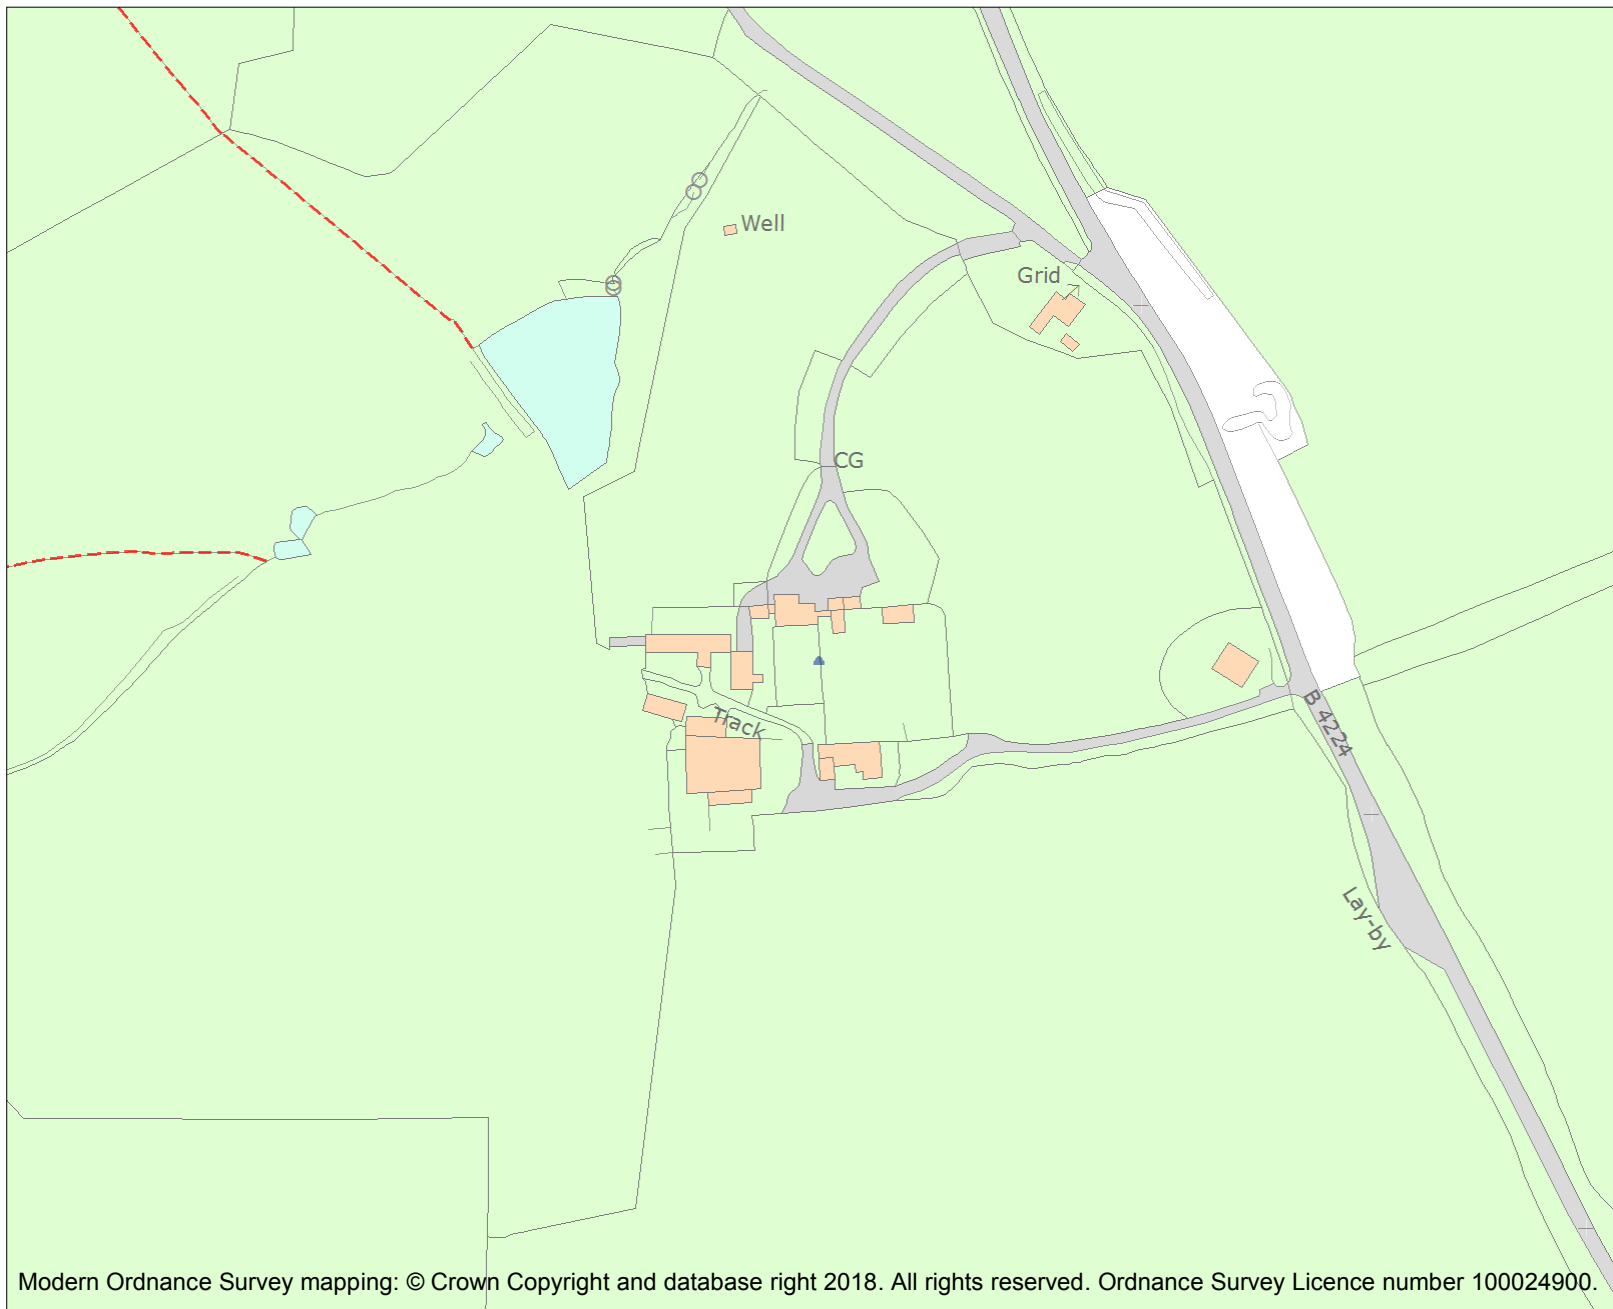 Well
Grid
CG
Track
B 4224
Lay-by
Modern Ordnance Survey mapping: © Crown Copyright and database right 2018. All rights reserved. Ordnance Survey Licence number 100024900.